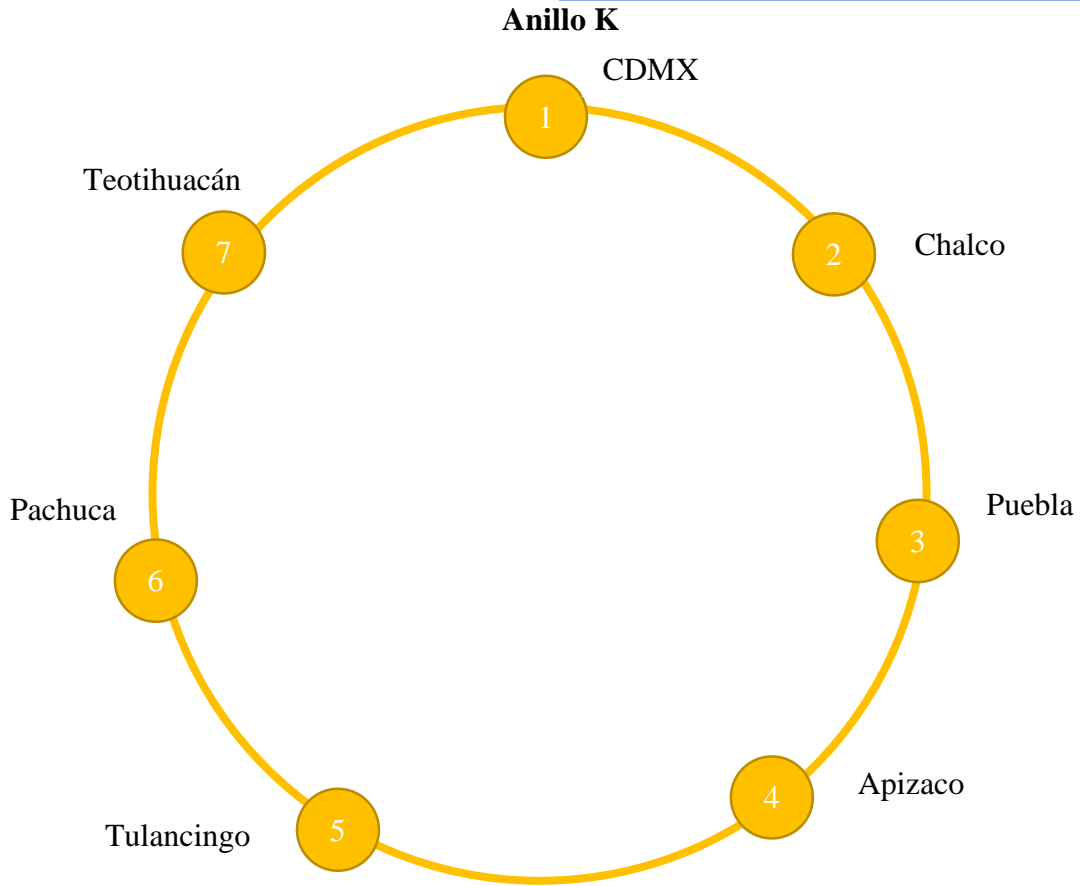 Anillo K
CDMX
1
Teotihuacán
7
2
Chalco
Puebla
3
Pachuca
6
Apizaco
4
Tulancingo
5